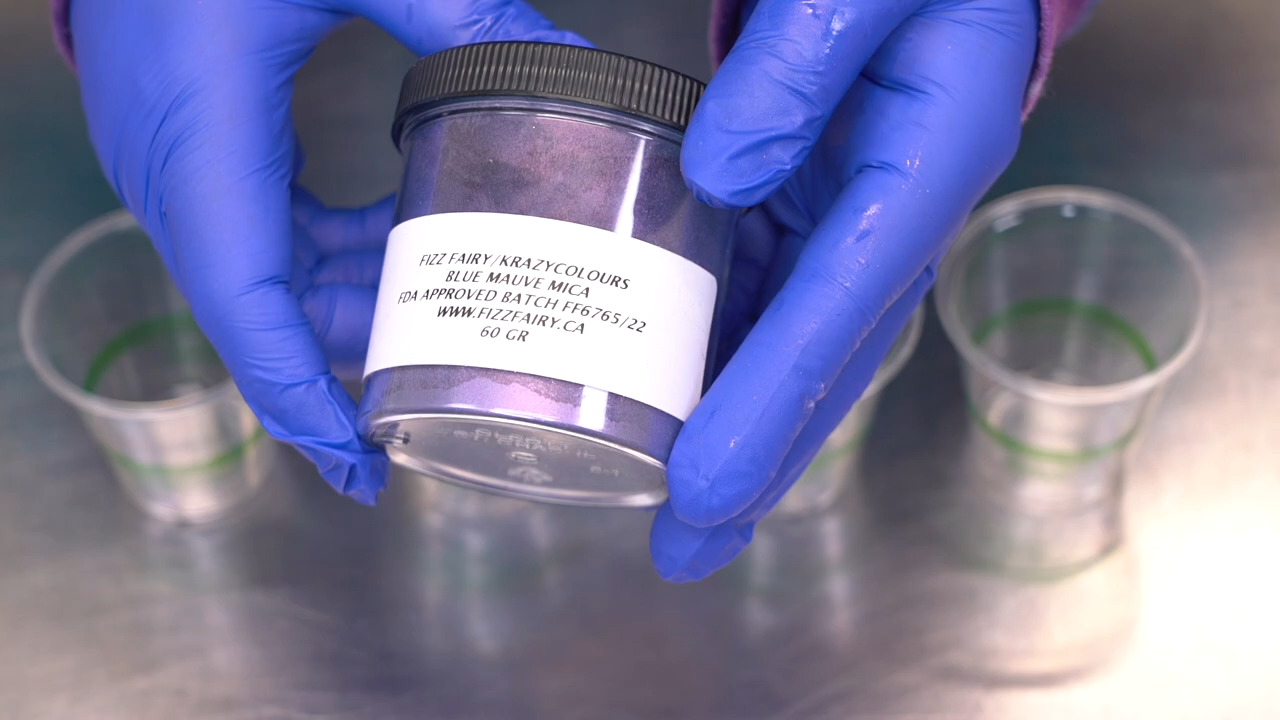 FIZZ FAIRY/KRAZYCOLOURS
BLUE MAUVE MICA
FDA APPROVED BATCH FF6765/22
WWW.FIZZFAIRY.CA
60 GR